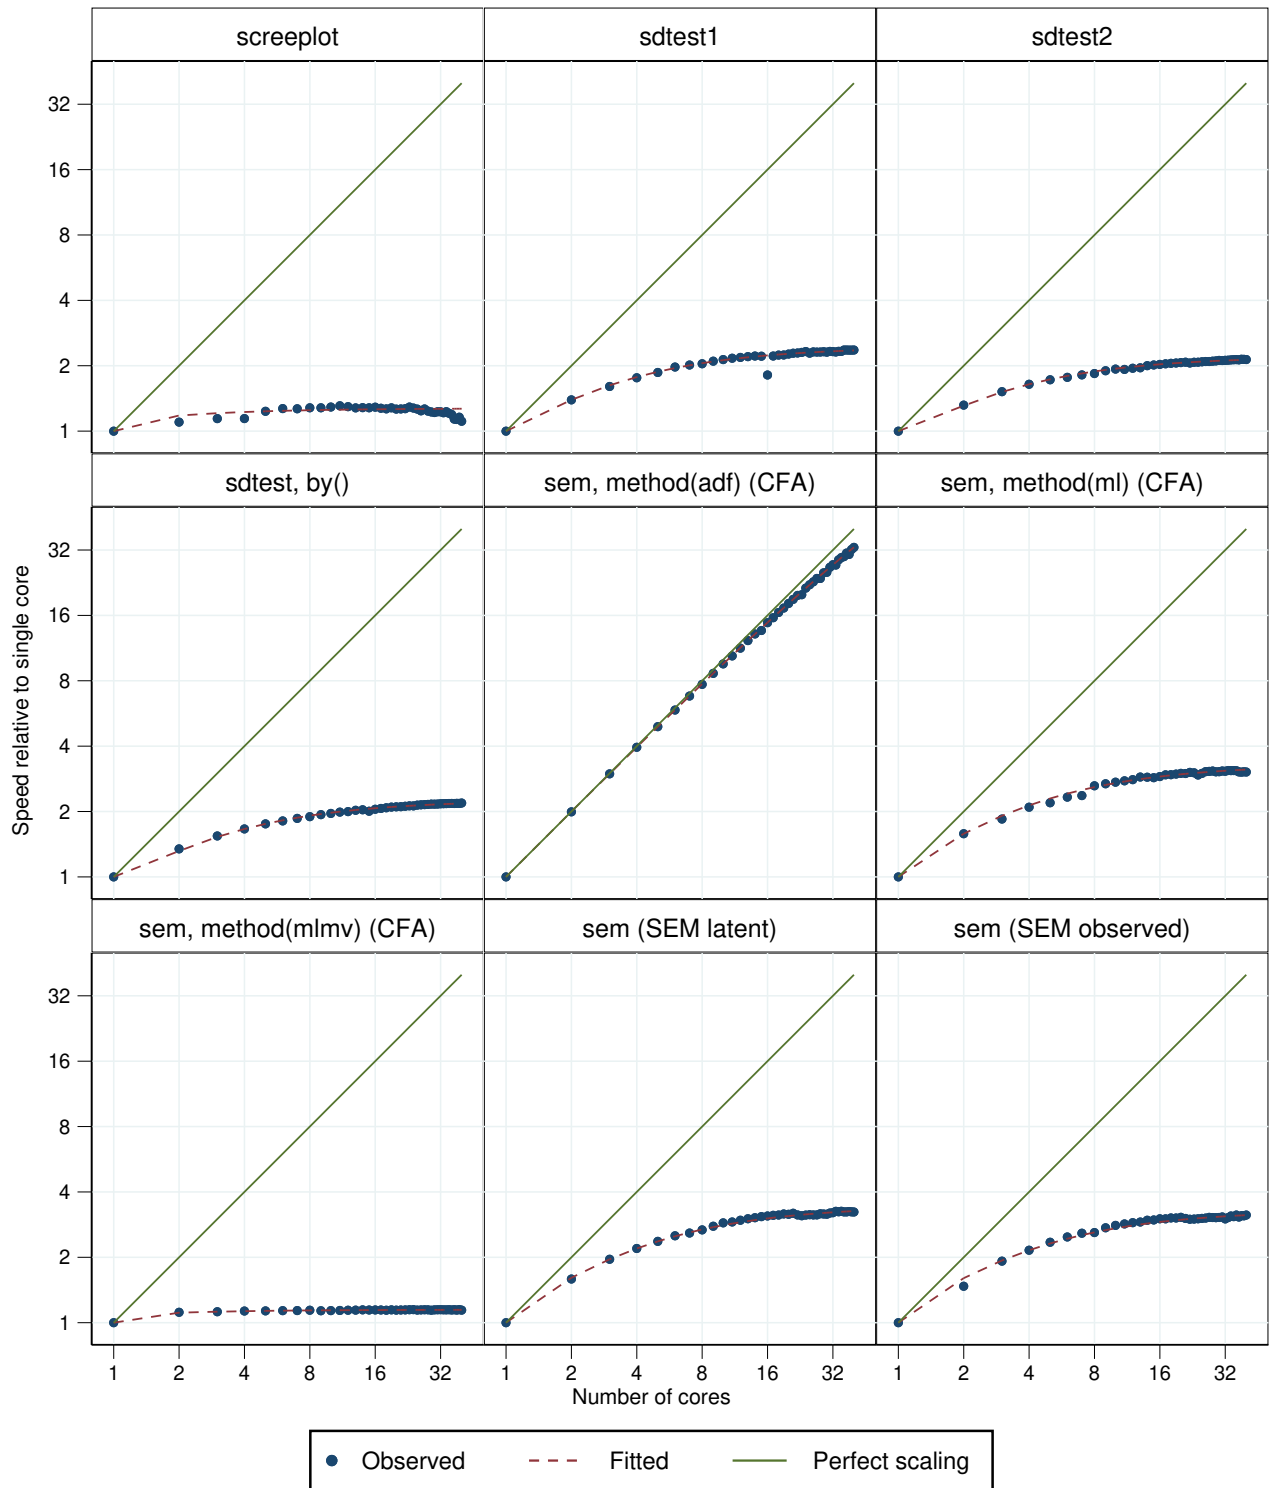 screeplot
sdtest1
sdtest2
32
16
8
4
2
1
sdtest, by()
sem, method(adf) (CFA)
sem, method(ml) (CFA)
32
16
8
4
2
1
Speed relative to single core
sem, method(mlmv) (CFA)
sem (SEM latent)
sem (SEM observed)
32
16
8
4
2
1
1 2 4 8 16 32
1 2 4 8 16 32
1 2 4 8 16 32
Number of cores
Observed
Fitted
Perfect scaling